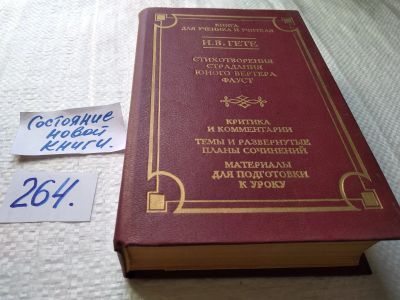 КНИГА
ДЛЯ УЧЕНИКА И УЧИТЕЛЯ
И.В. ГЕТЕ
СТИХОТВОРЕНИЯ
СТРАДАНИЯ
ЮНОГО ВЕРТЕРА
ФАУСТ
КРИТИКА
И КОММЕНТАРИИ
ТЕМЫ И РАЗВЕРНУТЫЕ
ПЛАНЫ СОЧИНЕНИЙ
МАТЕРИАЛЫ
ДЛЯ ПОДГОТОВКИ
К УРОКУ
Состояние
новой
книги.
264.